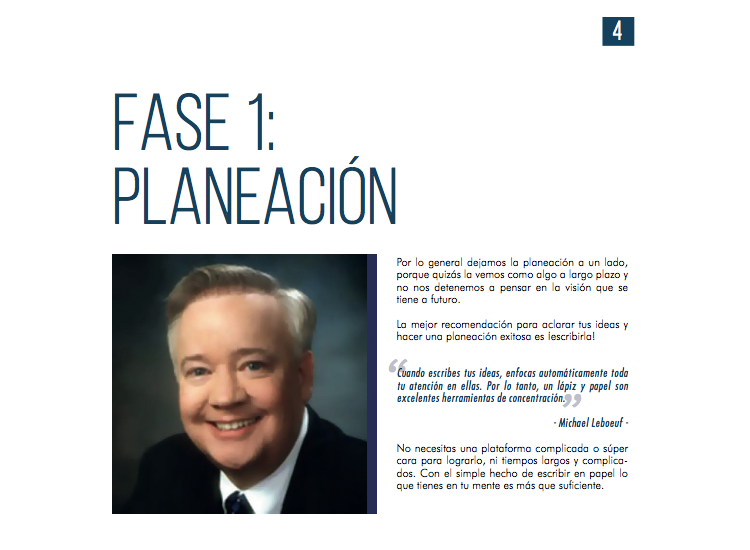 4
FASE 1:
PLANEACIÓN
Por lo general dejamos la planeación a un lado,
porque quizás la vemos como algo a largo plazo y
no nos detenemos a pensar en la visión que se
tiene a futuro.
La mejor recomendación para aclarar tus ideas y
hacer una planeación exitosa es ¡escribirla!
“Cuando escribes tus ideas, enfocas automáticamente toda
tu atención en ellas. Por lo tanto, un lápiz y papel son
excelentes herramientas de concentración.”
- Michael Leboeuf -
No necesitas una plataforma complicada o súper
cara para lograrlo, ni tiempos largos y complica-
dos. Con el simple hecho de escribir en papel lo
que tienes en tu mente es más que suficiente.